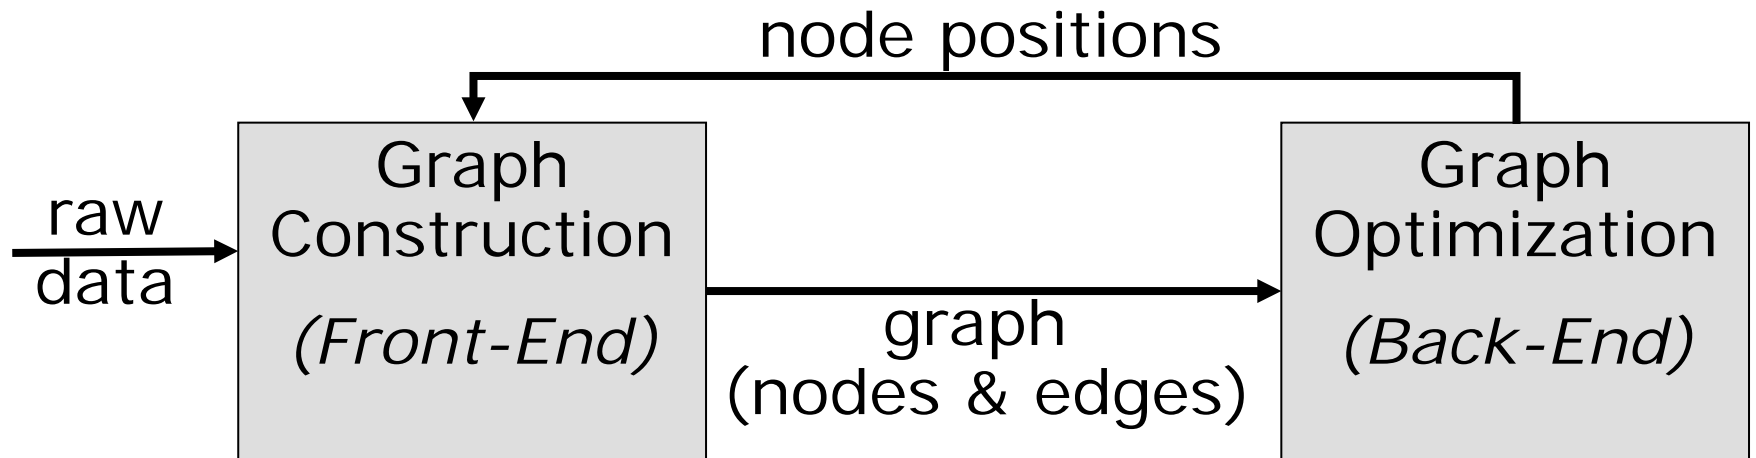 node positions
raw
data
Graph
Construction
(Front-End)
graph
(nodes & edges)
Graph
Optimization
(Back-End)